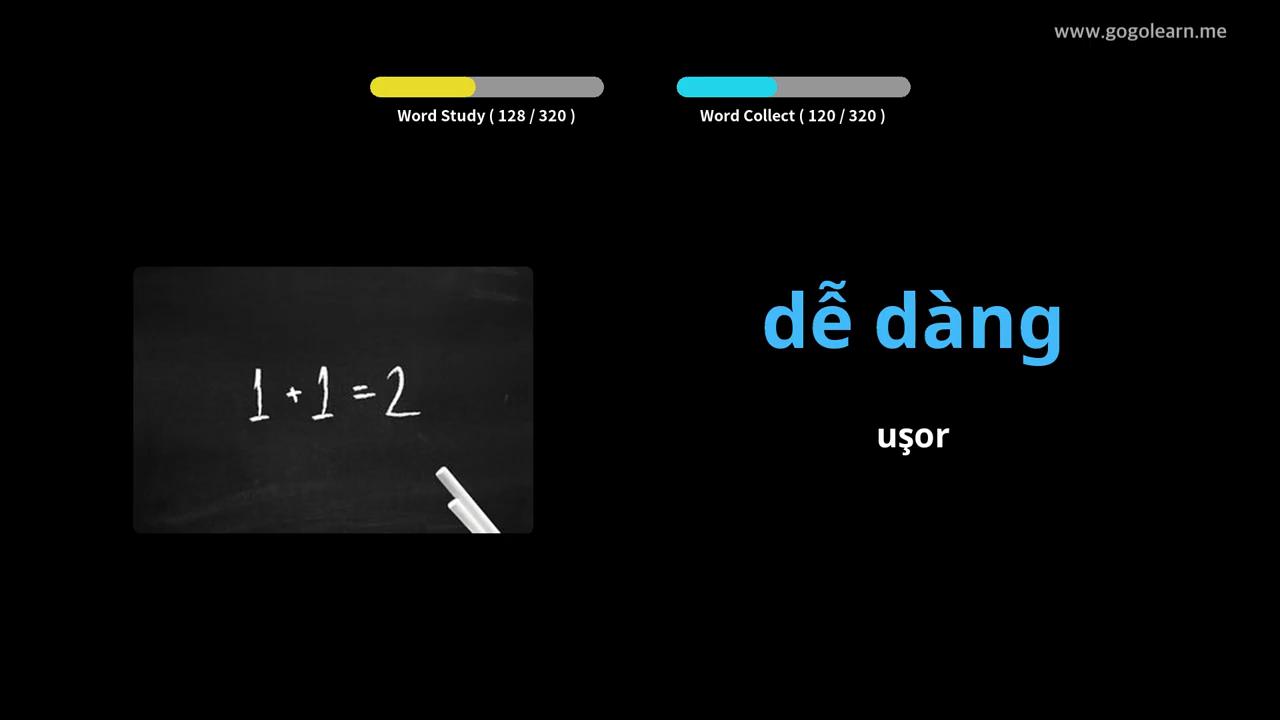 www.gogolearn.me
Word Study ( 128 / 320 )
Word Collect ( 120 / 320 )
1 + 1 = 2
dễ dàng
uşor